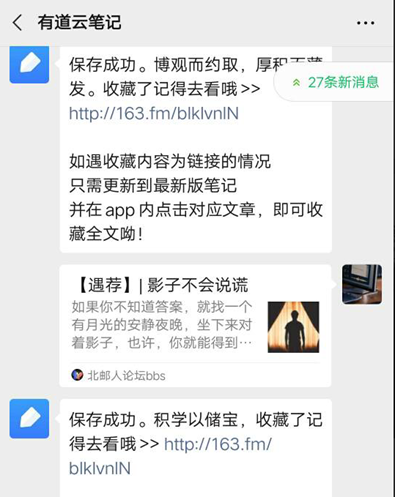 有道云笔记
保存成功。博观而约取，厚积
发。收藏了记得去看哦>>
http://163.fm/blklvnlN
27条新消息
如遇收藏内容为链接的情况
只需更新到最新版笔记
并在app内点击对应文章，即可收
藏全文呦！
【遇荐】| 影子不会说谎
如果你不知道答案，就找一个
有月光的安静夜晚，坐下来对
着影子，也许，你就能得到…
北邮人论坛bbs
保存成功。积学以储宝，收藏了记
得去看哦>> http://163.fm/
blklvnlN